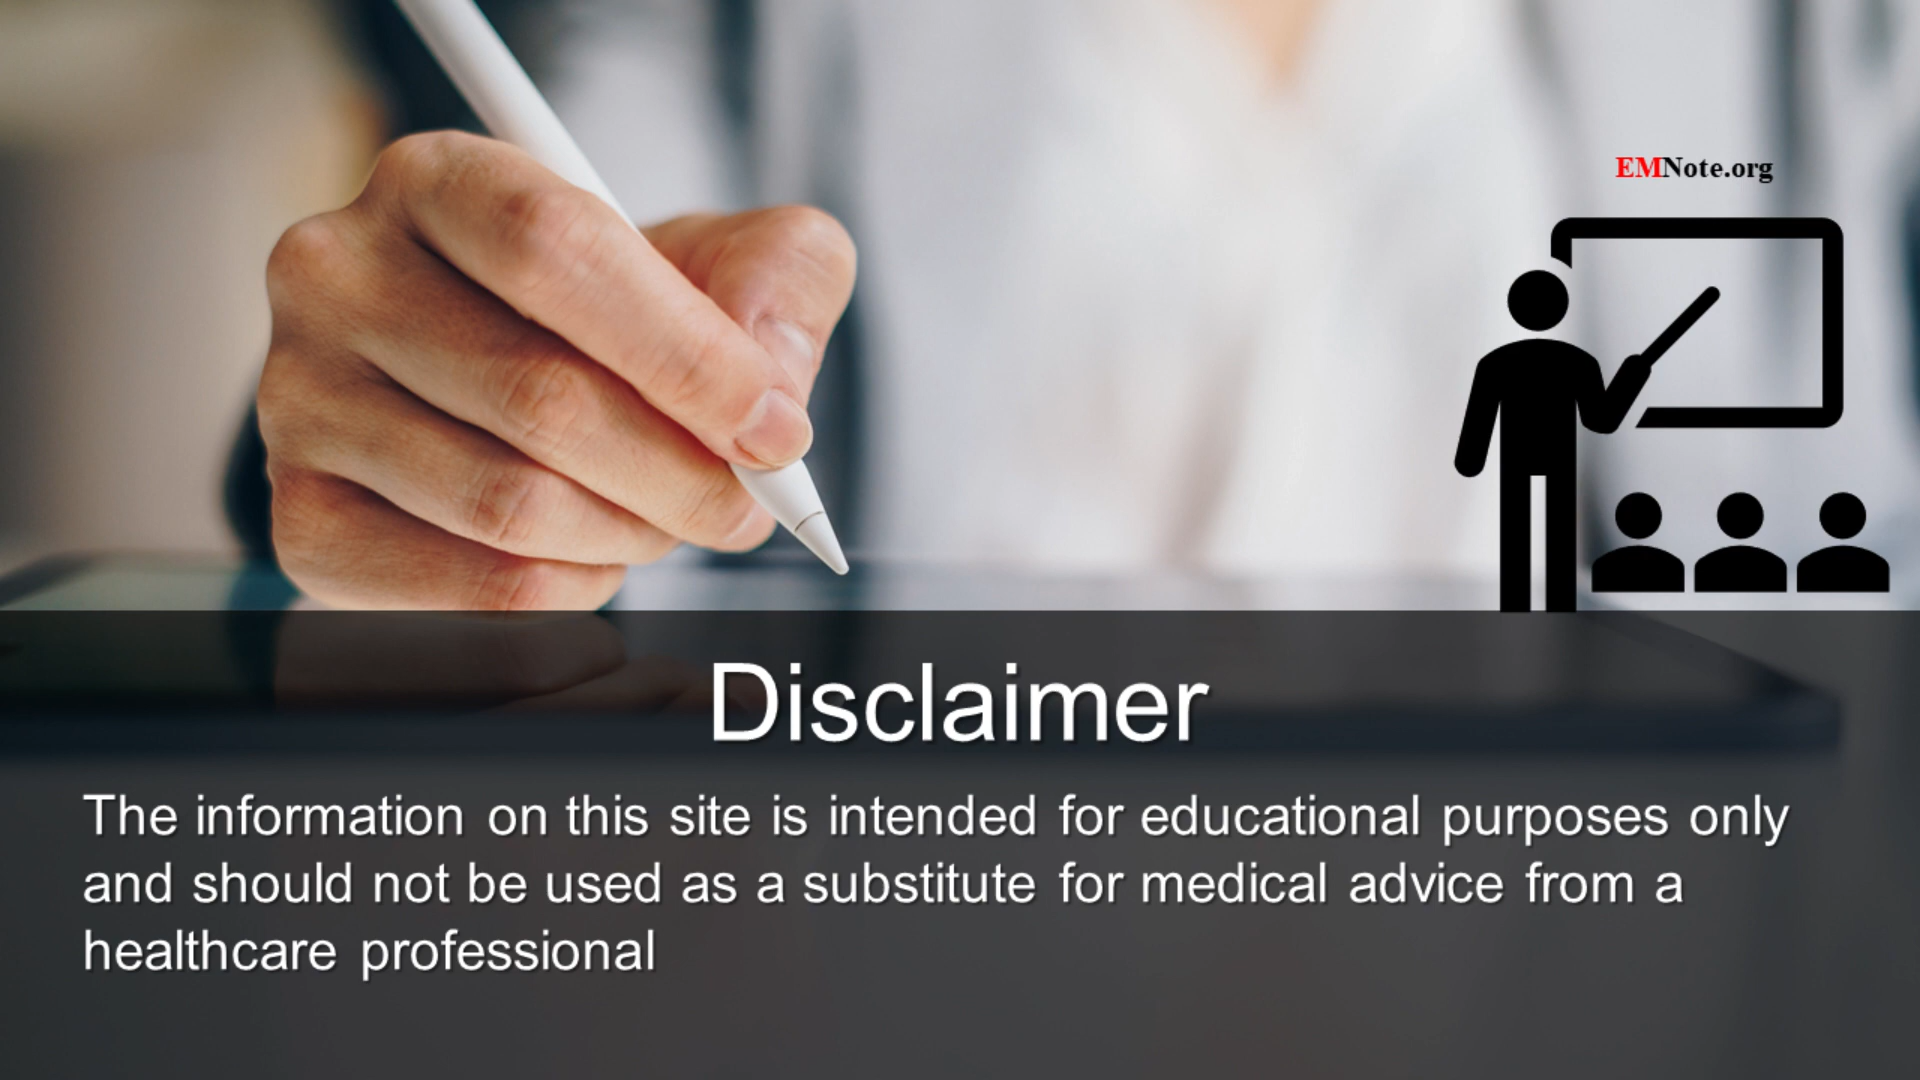 EMNote.org
Disclaimer
The information on this site is intended for educational purposes only
and should not be used as a substitute for medical advice from a
healthcare professional